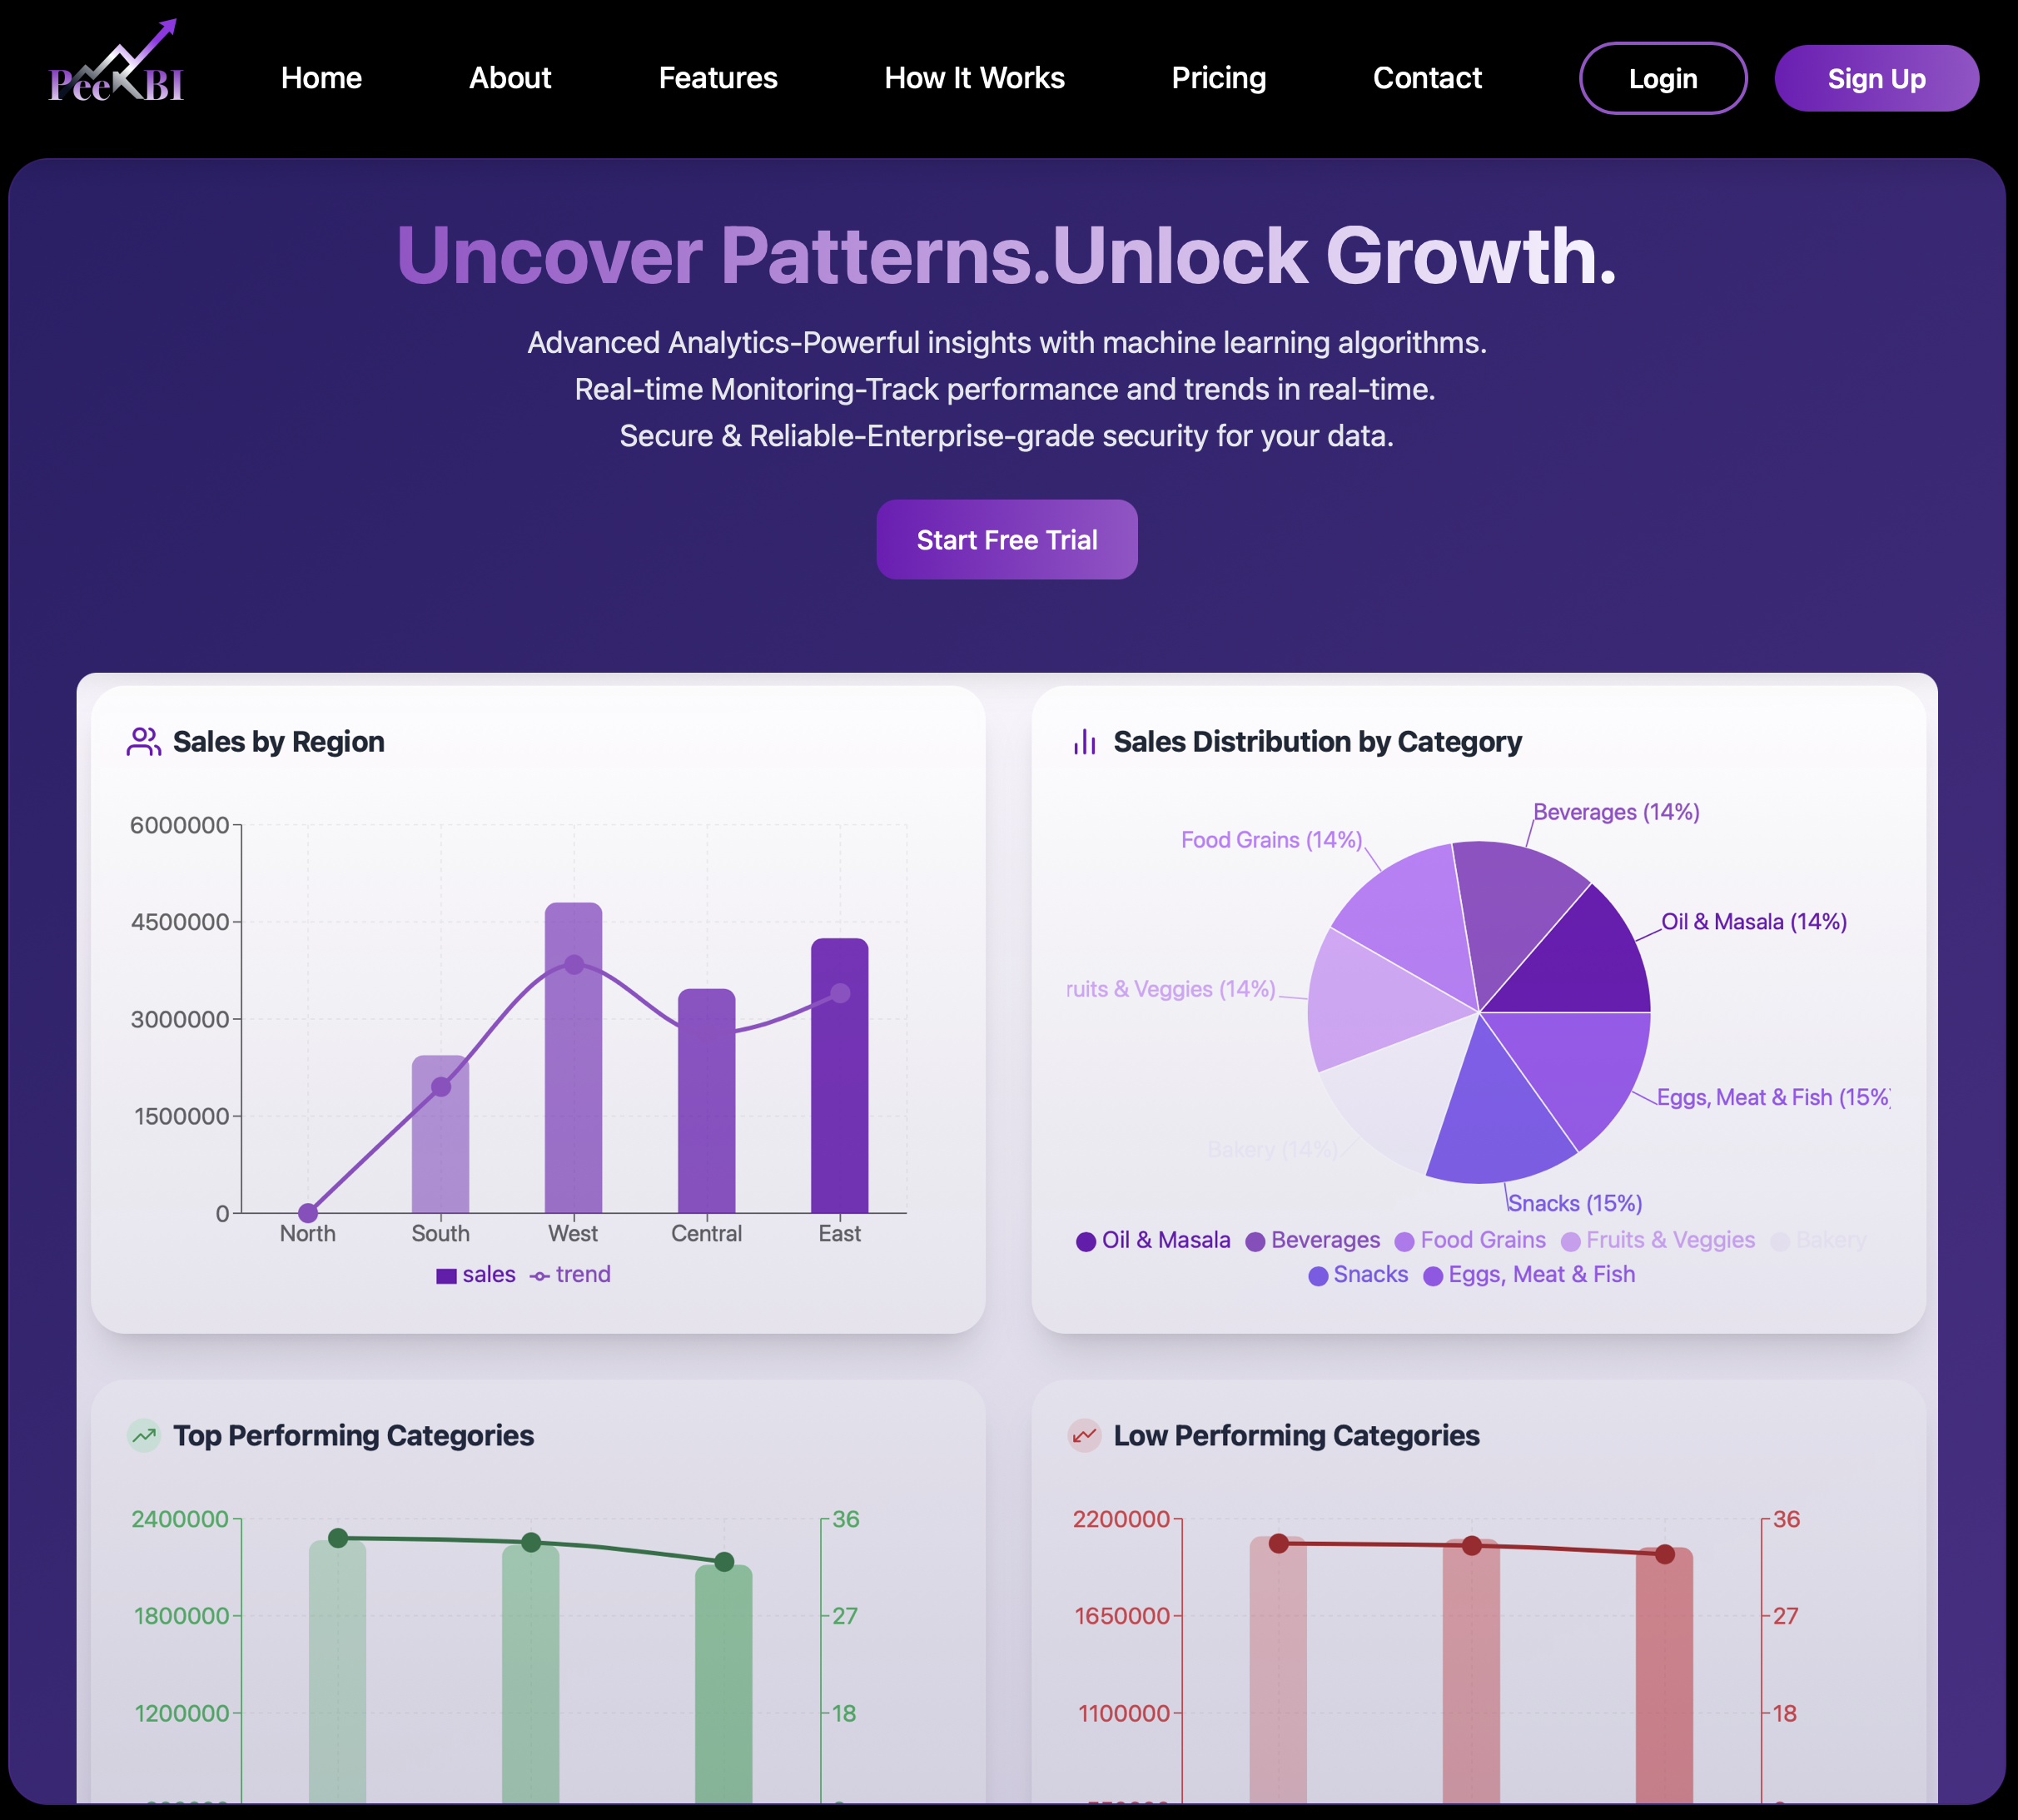 PeeKBI
Home About Features How It Works Pricing Contact Login Sign Up
Uncover Patterns.Unlock Growth.
Advanced Analytics-Powerful insights with machine learning algorithms.
Real-time Monitoring-Track performance and trends in real-time.
Secure & Reliable-Enterprise-grade security for your data.
Start Free Trial
Sales by Region
6000000
4500000
3000000
1500000
0
North South West Central East
sales trend
Sales Distribution by Category
Beverages (14%)
Food Grains (14%)
Oil & Masala (14%)
ruits & Veggies (14%)
Eggs, Meat & Fish (15%
Bakery (14%)
Snacks (15%)
Oil & Masala Beverages Food Grains Fruits & Veggies Bakery
Snacks Eggs, Meat & Fish
Top Performing Categories
2400000 36
1800000 27
1200000 18
Low Performing Categories
2200000 36
1650000 27
1100000 18